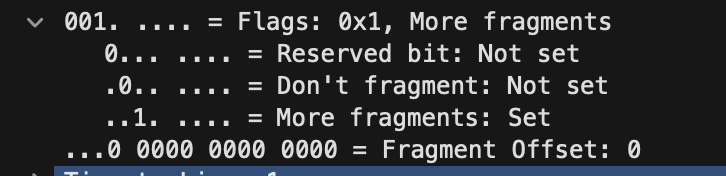 001. .... = Flags: 0x1, More fragments
0... .... = Reserved bit: Not set
.0.. .... = Don't fragment: Not set
..1. .... = More fragments: Set
...0 0000 0000 0000 = Fragment Offset: 0